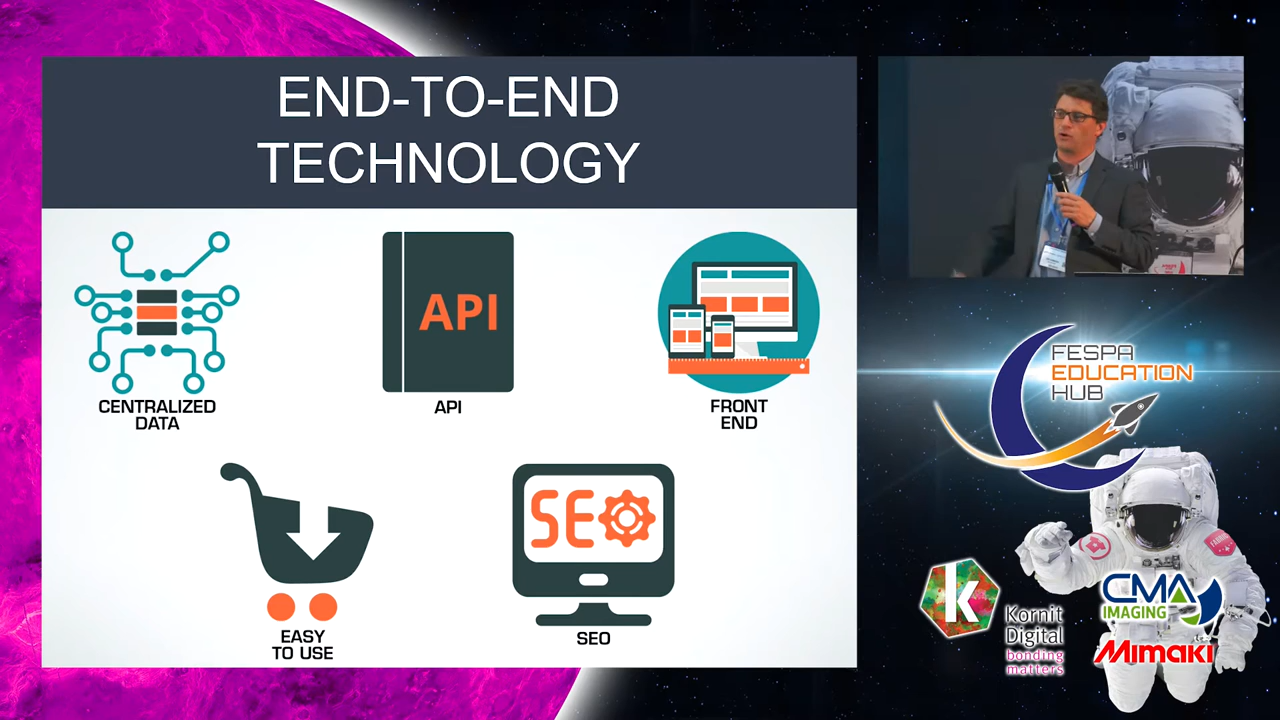 END-TO-END
TECHNOLOGY
API
CENTRALIZED
DATA
API
FRONT
END
SEO
EASY
TO USE
SEO
FESPA
EDUCATION
HUB
k
Kornit
Digital
bonding
matters
CMA
IMAGING
Mimaki